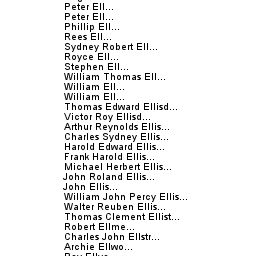 Peter Ell...
Peter Ell...
Phillip Ell...
Rees Ell...
Sydney Robert Ell...
Royce Ell...
Stephen Ell...
William Thomas Ell...
William Ell...
William Ell...
Thomas Edward Ellisd...
Victor Roy Ellisd...
Arthur Reynolds Ellis...
Charles Sydney Ellis...
Harold Edward Ellis...
Frank Harold Ellis...
Michael Herbert Ellis...
John Roland Ellis...
John Ellis...
William John Percy Ellis...
Walter Reuben Ellis...
Thomas Clement Ellist...
Robert Ellme...
Charles John Ellstr...
Archie Ellwo...